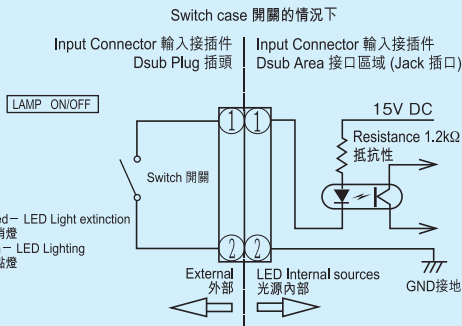 Switch case 開關的情況下
Input Connector 輸入接插件
Dsub Plug 插頭
Input Connector 輸入接插件
Dsub Area 接口區域 (Jack 插口)
LAMP ON/OFF
15V DC
1 1
Resistance 1.2kΩ
抵抗性
Switch 開關
LED Light extinction
LED Lighting
2 2
External
外部
LED Internal sources
光源內部
GND接地